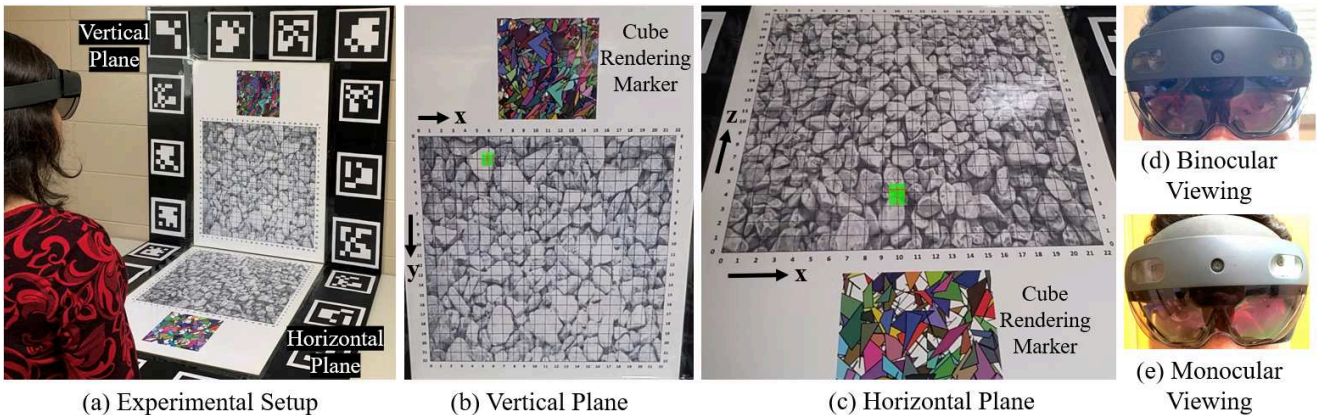 Vertical
Plane
Horizontal
Plane
(a) Experimental Setup
Cube
Rendering
Marker
x
y
(b) Vertical Plane
z
x
Cube
Rendering
Marker
(c) Horizontal Plane
(d) Binocular
Viewing
(e) Monocular
Viewing